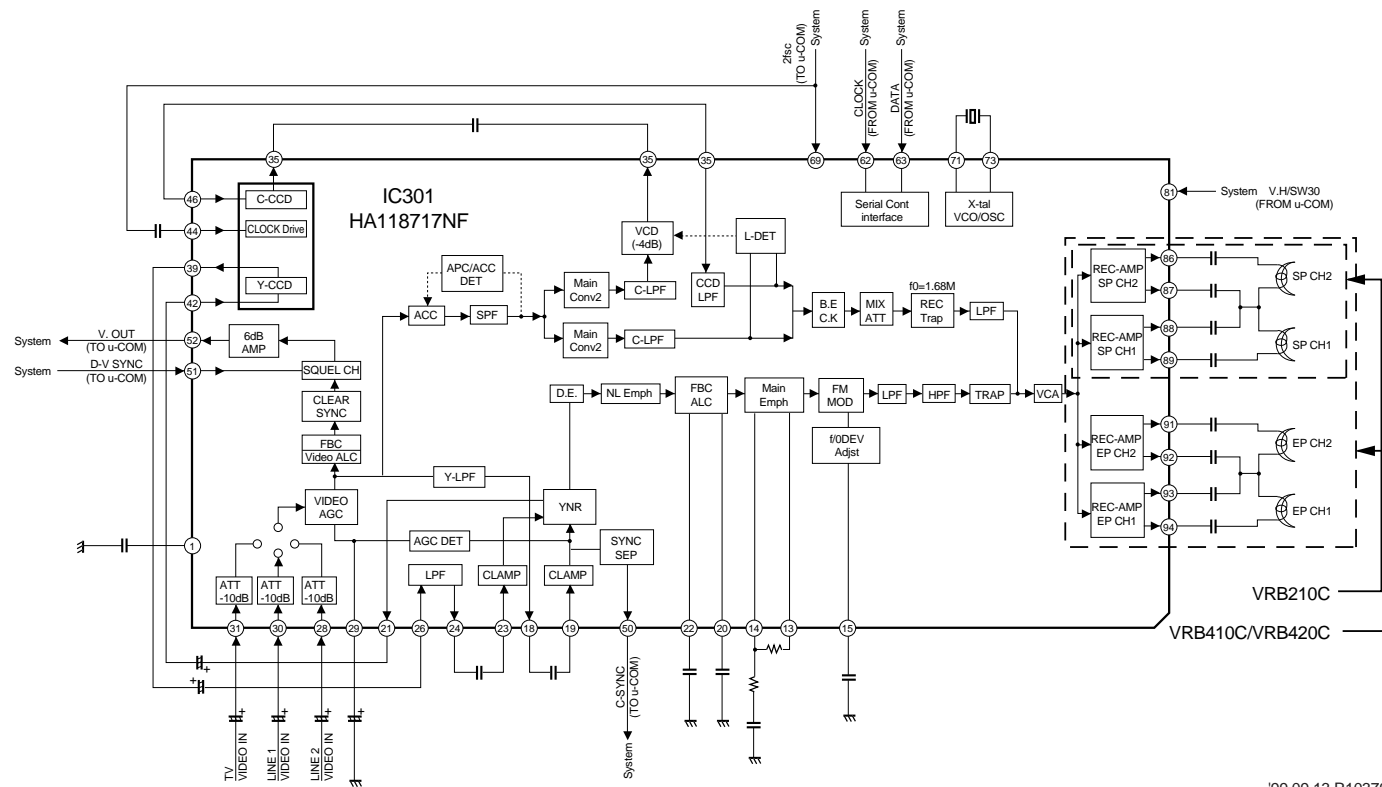 2fsc
(TO u-COM)
System
CLOCK
(FROM u-COM)
System
DATA
(FROM u-COM)
System
35
35
35
69
62
63
71
73
IC301
HA118717NF
46
C-CCD
44
CLOCK Drive
39
Y-CCD
42
Serial Cont
interface
X-tal
VCO/OSC
81
System V.H/SW30
(FROM u-COM)
VCD
(-4dB)
L-DET
APC/ACC
DET
Main
Conv2
C-LPF
CCD
LPF
f0=1.68M
ACC
SPF
B.E
C.K
MIX
ATT
REC
Trap
LPF
Main
Conv2
C-LPF
REC-AMP
SP CH2
86
87
SP CH2
REC-AMP
SP CH1
88
89
SP CH1
System
V. OUT
(TO u-COM)
52
6dB
AMP
System
D-V SYNC
(TO u-COM)
51
SQUEL CH
CLEAR
SYNC
FBC
Video ALC
D.E.
NL Emph
FBC
ALC
Main
Emph
FM
MOD
LPF
HPF
TRAP
VCA
f/0DEV
Adjst
REC-AMP
EP CH2
91
92
EP CH2
REC-AMP
EP CH1
93
94
EP CH1
Y-LPF
VIDEO
AGC
YNR
AGC DET
SYNC
SEP
1
LPF
CLAMP
CLAMP
ATT
-10dB
ATT
-10dB
ATT
-10dB
31
30
28
29
21
26
24
23
18
19
50
22
20
14
13
15
VRB210C
VRB410C/VRB420C
+
+
+
+
+
+
TV
VIDEO IN
LINE 1
VIDEO IN
LINE 2
VIDEO IN
C-SYNC
(TO u-COM)
System